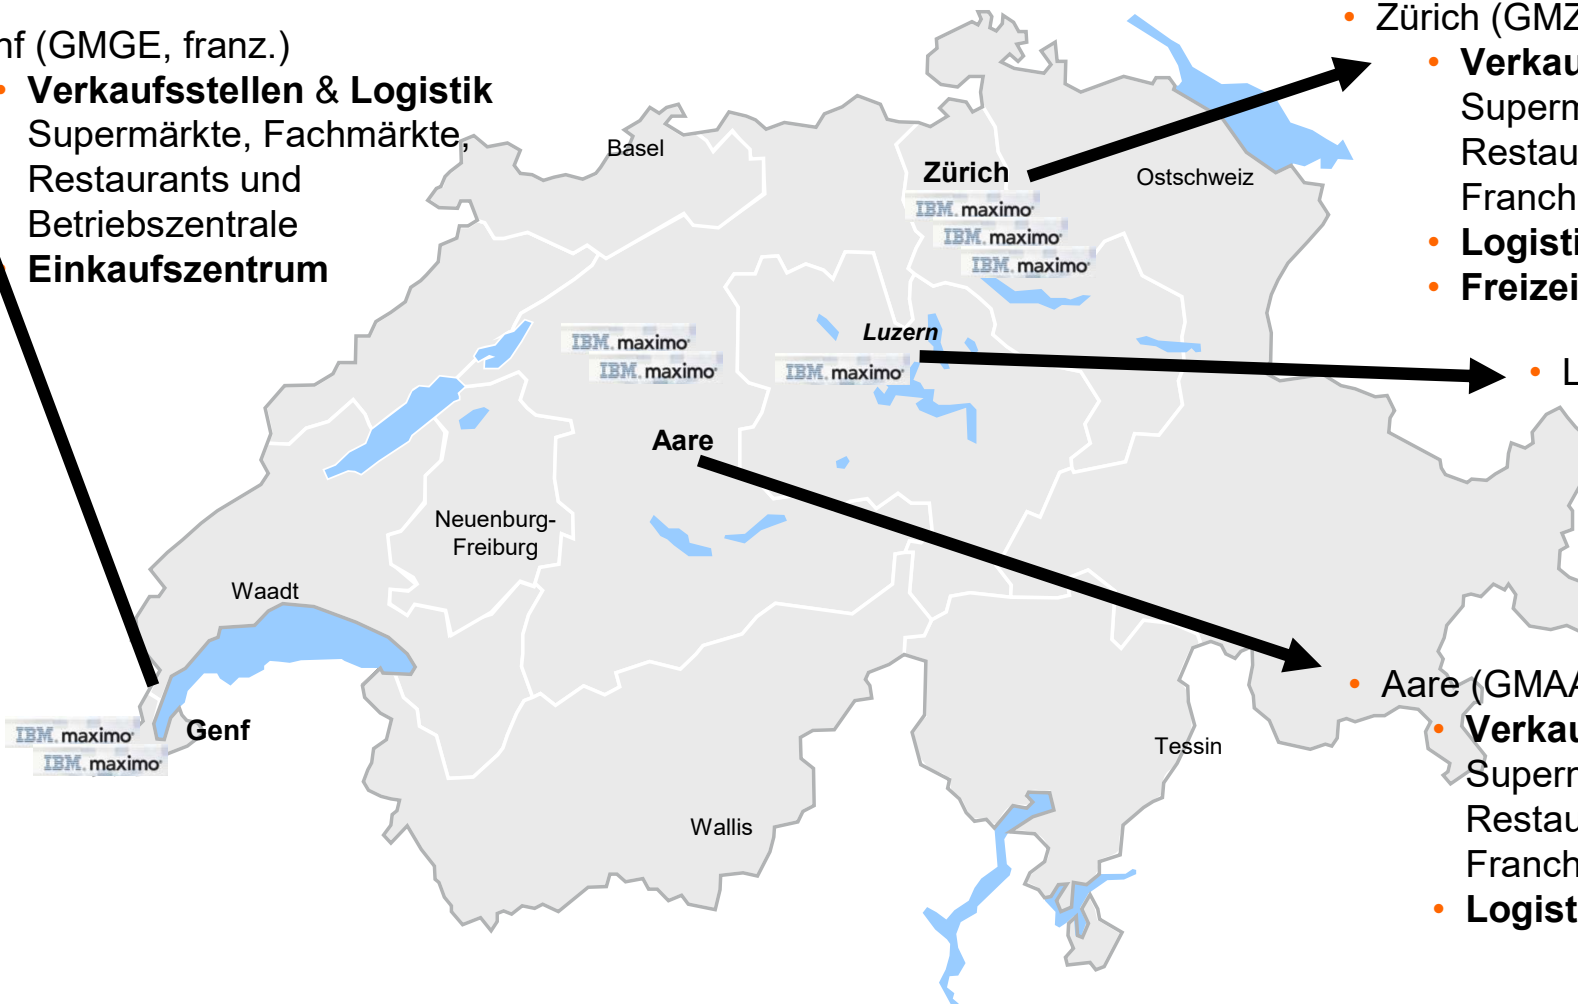 nf (GMGE, franz.)
• Verkaufsstellen & Logistik
Supermärkte, Fachmärkte,
Restaurants und
Betriebszentrale
• Einkaufszentrum
• Zürich (GMZ
• Verkau
Superm
Restau
Franch
• Logisti
• Freizei
Basel
Zürich
Ostschweiz
IBM. maximo
IBM. maximo
IBM. maximo
IBM. maximo
IBM. maximo
Luzern
IBM. maximo
• L
Aare
Neuenburg-
Freiburg
Waadt
Genf
IBM. maximo
IBM. maximo
Tessin
Wallis
• Aare (GMAA
• Verkau
Superm
Restau
Franch
• Logist